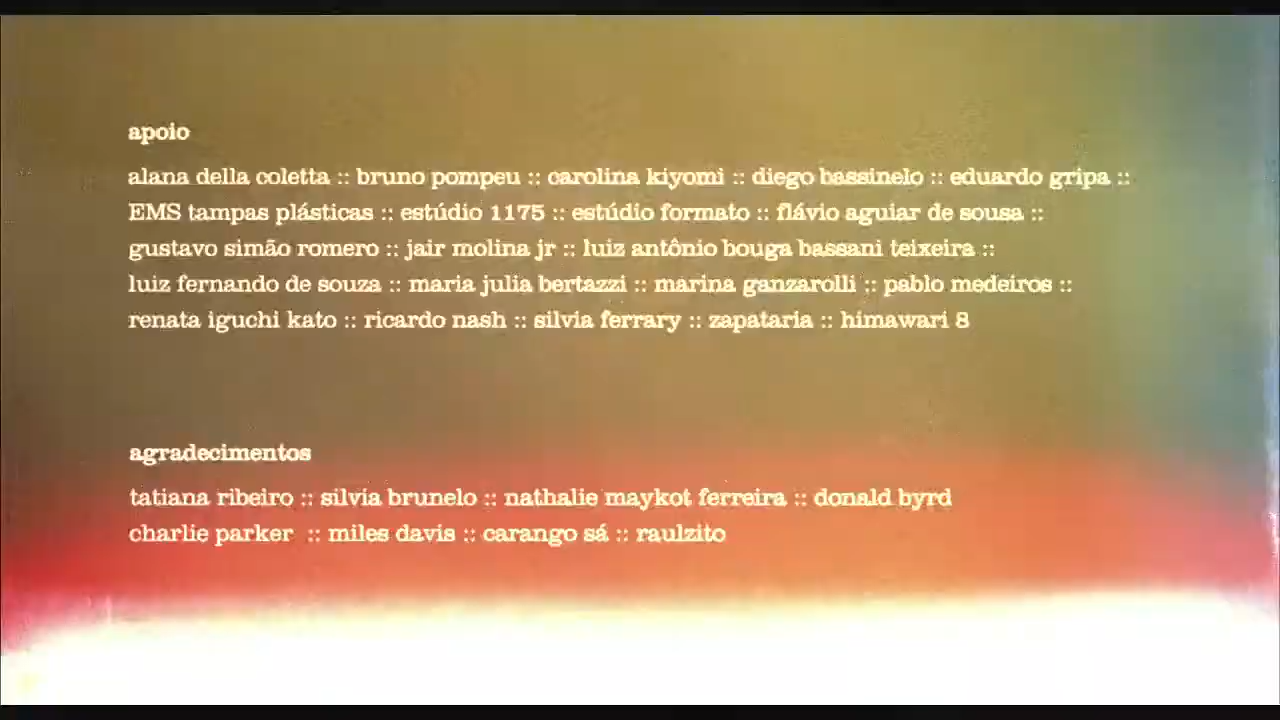 apoio
alana della coletta :: bruno pompeu :: carolina kiyomi :: diego bassinelo :: eduardo gripa ::
EMS tampas plásticas :: estúdio 1175 :: estúdio formato :: flávio aguiar de sousa ::
gustavo simão romero :: jair molina jr :: luiz antônio bouga bassani teixeira ::
luiz fernando de souza :: maria julia bertazzi :: marina ganzarolli :: pablo medeiros ::
renata iguchi kato :: ricardo nash :: silvia ferrary :: zapataria :: himawari 8
agradecimentos
tatiana ribeiro :: silvia brunelo :: nathalie maykot ferreira :: donald byrd
charlie parker  :: miles davis :: carango sá :: raulzito